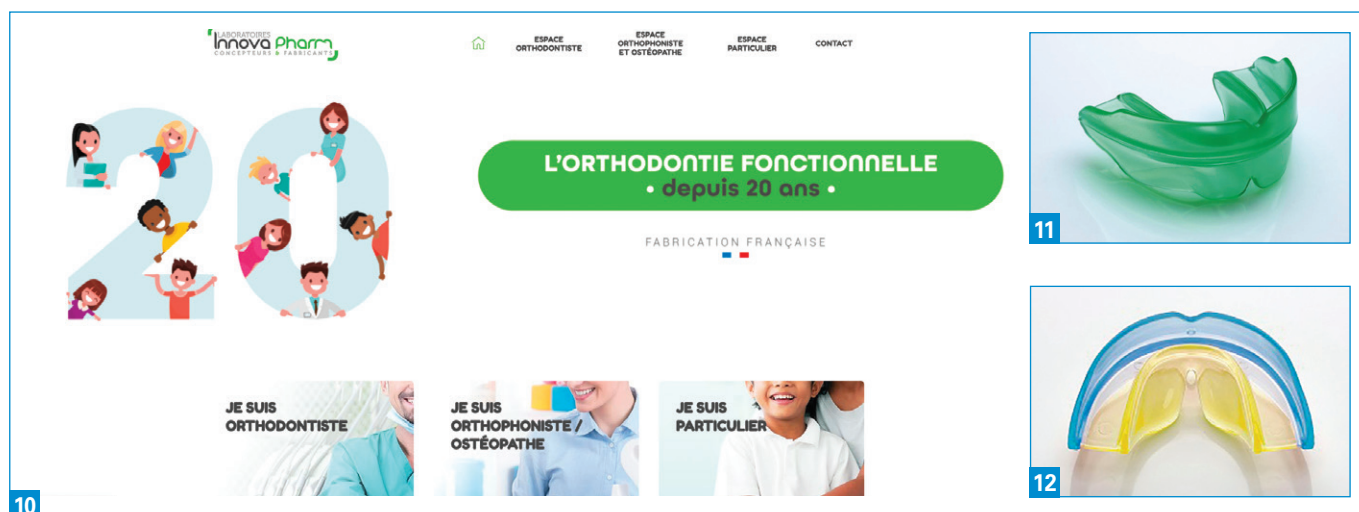 LABORATOIRES
Innova Pharm
CONCEPTEURS & FABRICANTS
ESPACE
ORTHODONTISTE
ESPACE
ORTHOPHONISTE
ET OSTÉOPATHE
ESPACE
PARTICULIER
CONTACT
20
L'ORTHODONTIE FONCTIONNELLE
• depuis 20 ans •
FABRICATION FRANÇAISE
JE SUIS
ORTHODONTISTE
JE SUIS
ORTHOPHONISTE /
OSTÉOPATHE
JE SUIS
PARTICULIER
10
11
12